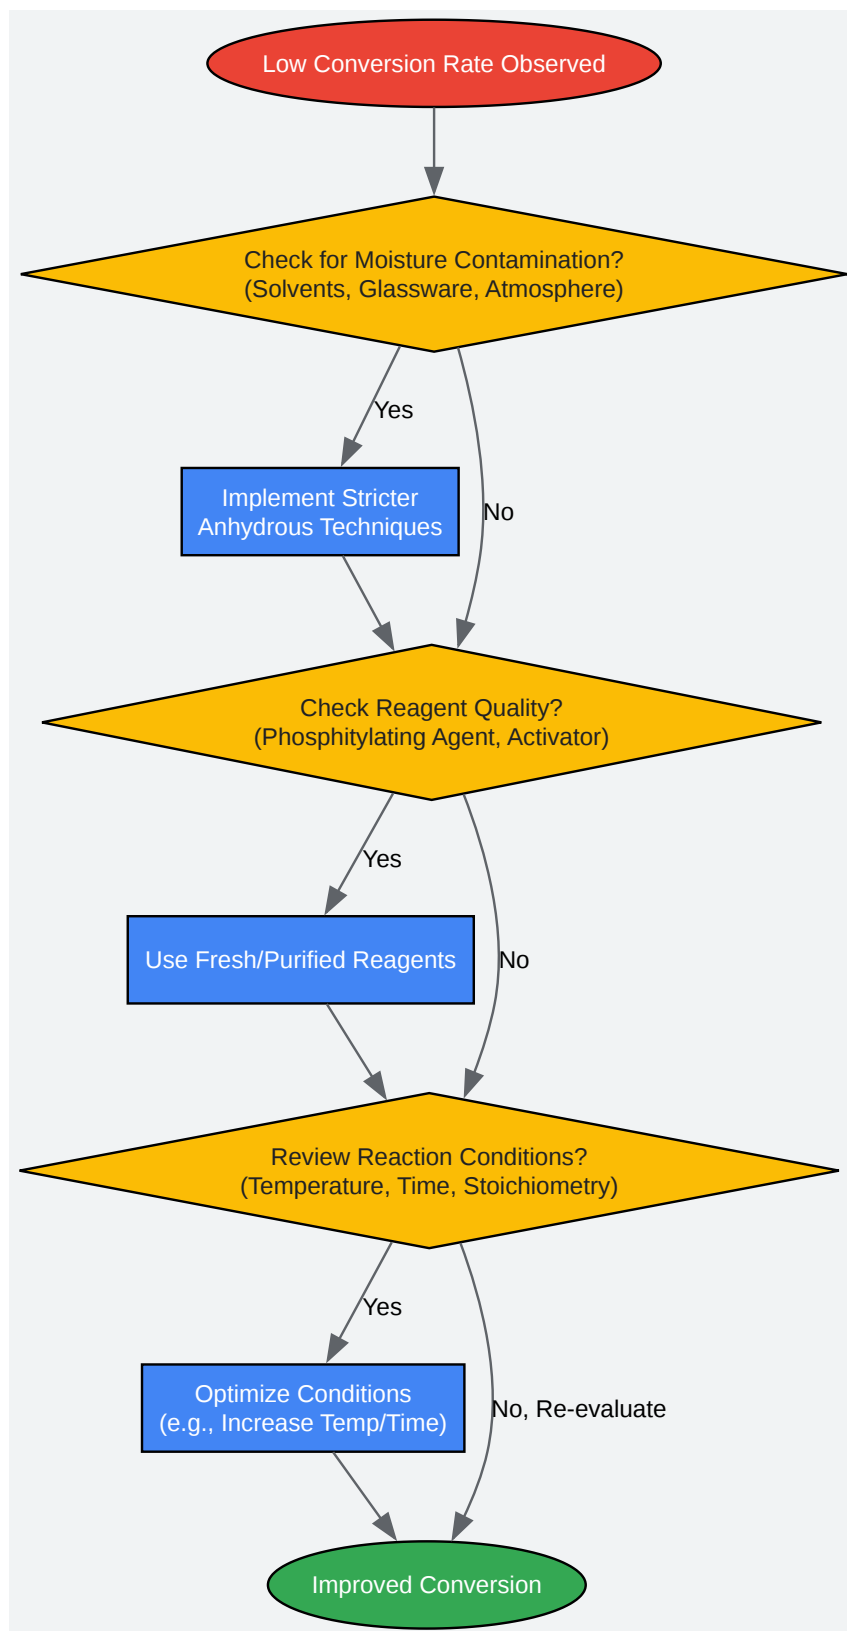 Low Conversion Rate Observed
Check for Moisture Contamination?
(Solvents, Glassware, Atmosphere)
Yes
Implement Stricter
Anhydrous Techniques
No
Check Reagent Quality?
(Phosphitylating Agent, Activator)
Yes
Use Fresh/Purified Reagents
No
Review Reaction Conditions?
(Temperature, Time, Stoichiometry)
Yes
Optimize Conditions
(e.g., Increase Temp/Time)
No, Re-evaluate
Improved Conversion